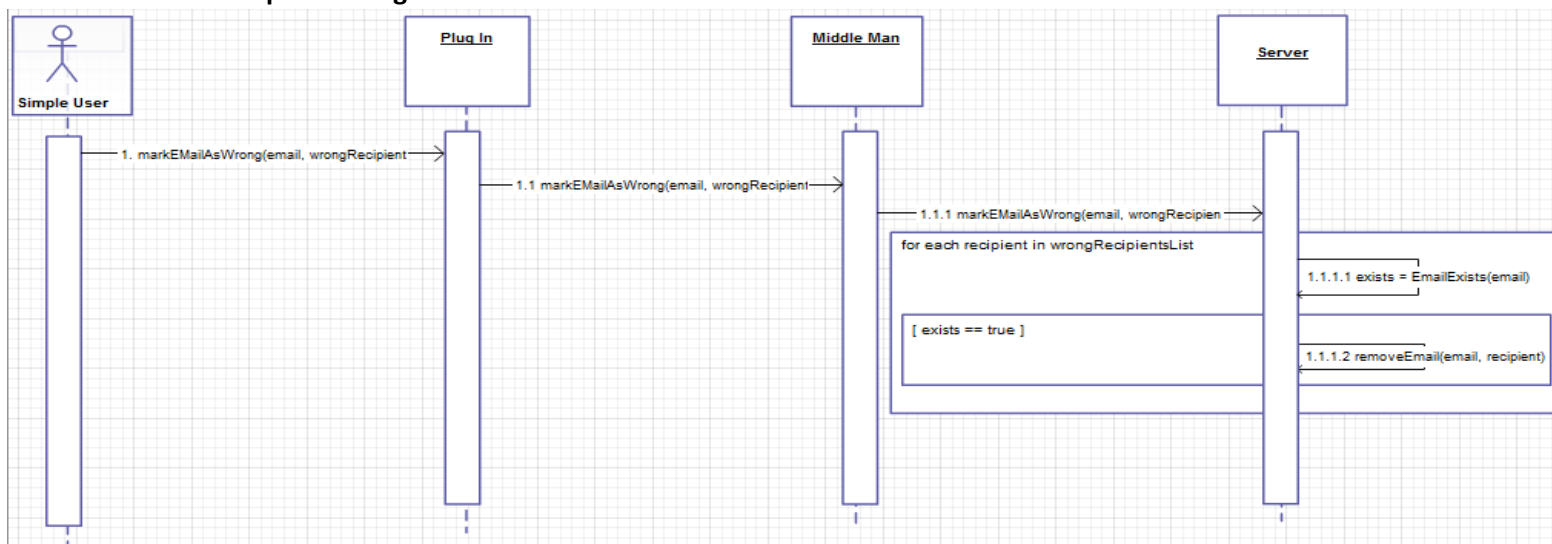 Simple User
Plug In
Middle Man
Server
1. markEMailAsWrong(email, wrongRecipient
1.1 markEMailAsWrong(email, wrongRecipient
1.1.1 markEMailAsWrong(email, wrongRecipien
for each recipient in wrongRecipientsList
1.1.1.1 exists = EmailExists(email)
[ exists == true ]
1.1.1.2 removeEmail(email, recipient)